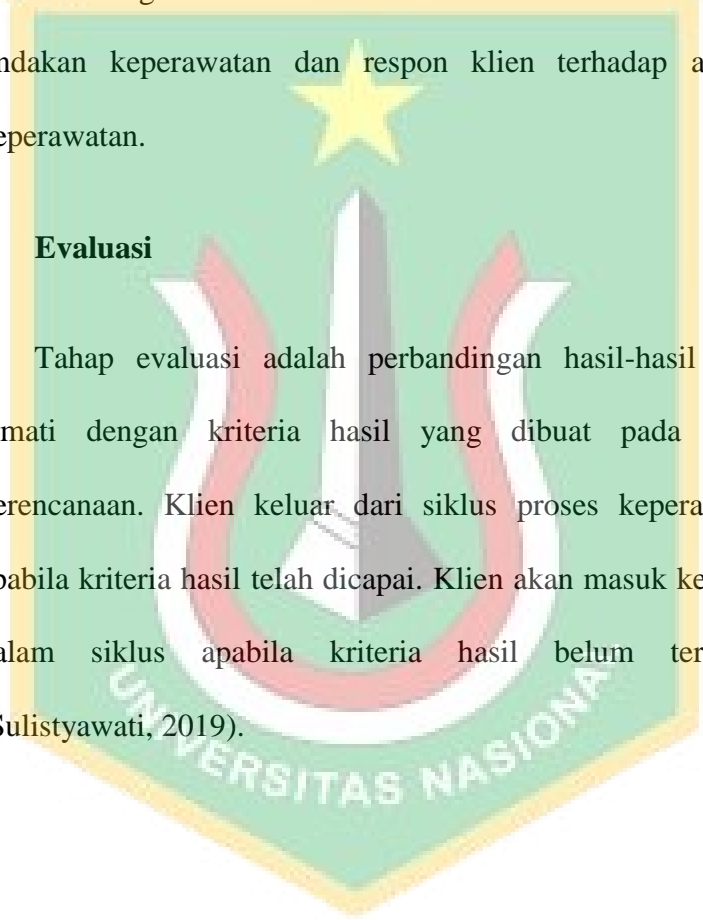 ndakan keperawatan dan respon klien terhadap a
eperawatan.
Evaluasi
Tahap evaluasi adalah perbandingan hasil-hasil
mati dengan kriteria hasil yang dibuat pada
erencanaan. Klien keluar dari siklus proses kepera
pabila kriteria hasil telah dicapai. Klien akan masuk ke
alam siklus apabila kriteria hasil belum ter
Sulistyawati, 2019).
UNIVERSITAS NASIONAL